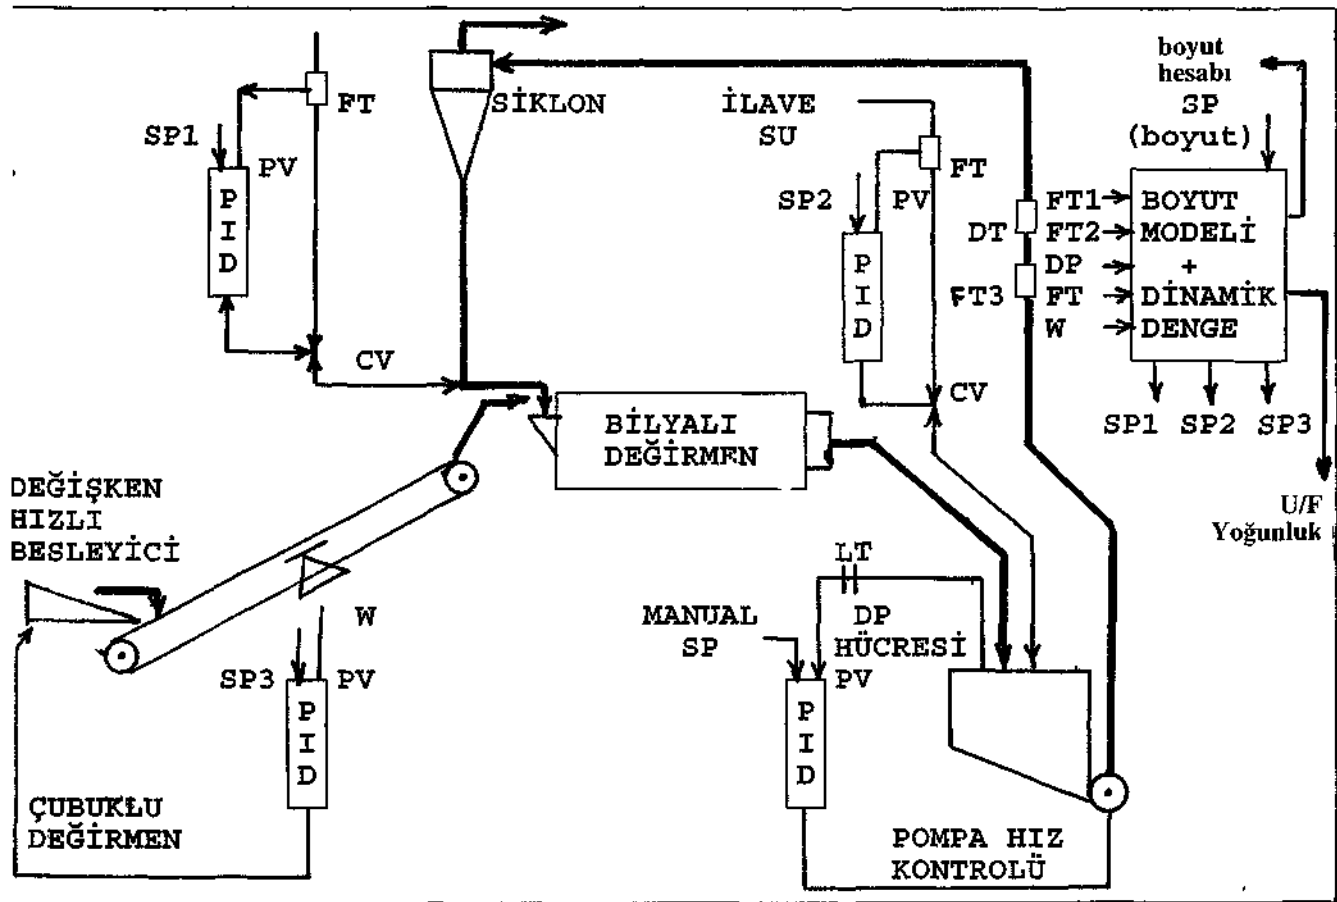 FT
SP1
PV
P
I
D
CV
SİKLON
İLAVE
SU
FT
SP2
PV
P
I
D
CV
DT
FT3
boyut
hesabı
SP
(boyut)
FT1
FT2
DP
FT
W
BOYUT
MODELİ
+
DİNAMİK
DENGE
SP1 SP2 SP3
U/F
Yoğunluk
BİLYALI
DEĞİRMEN
DEĞİŞKEN
HIZLI
BESLEYİCİ
W
SP3
PV
P
I
D
ÇUBUKLU
DEĞİRMEN
LT
DP
HÜCRESİ
MANUAL
SP
PV
P
I
D
POMPA HIZ
KONTROLÜ